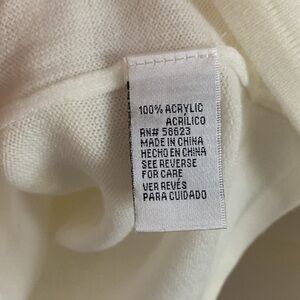 100% ACRYLIC
ACRÍLICO
RN# 58623
MADE IN CHINA
HECHO EN CHINA
SEE REVERSE
FOR CARE
VER REVÉS
PARA CUIDADO